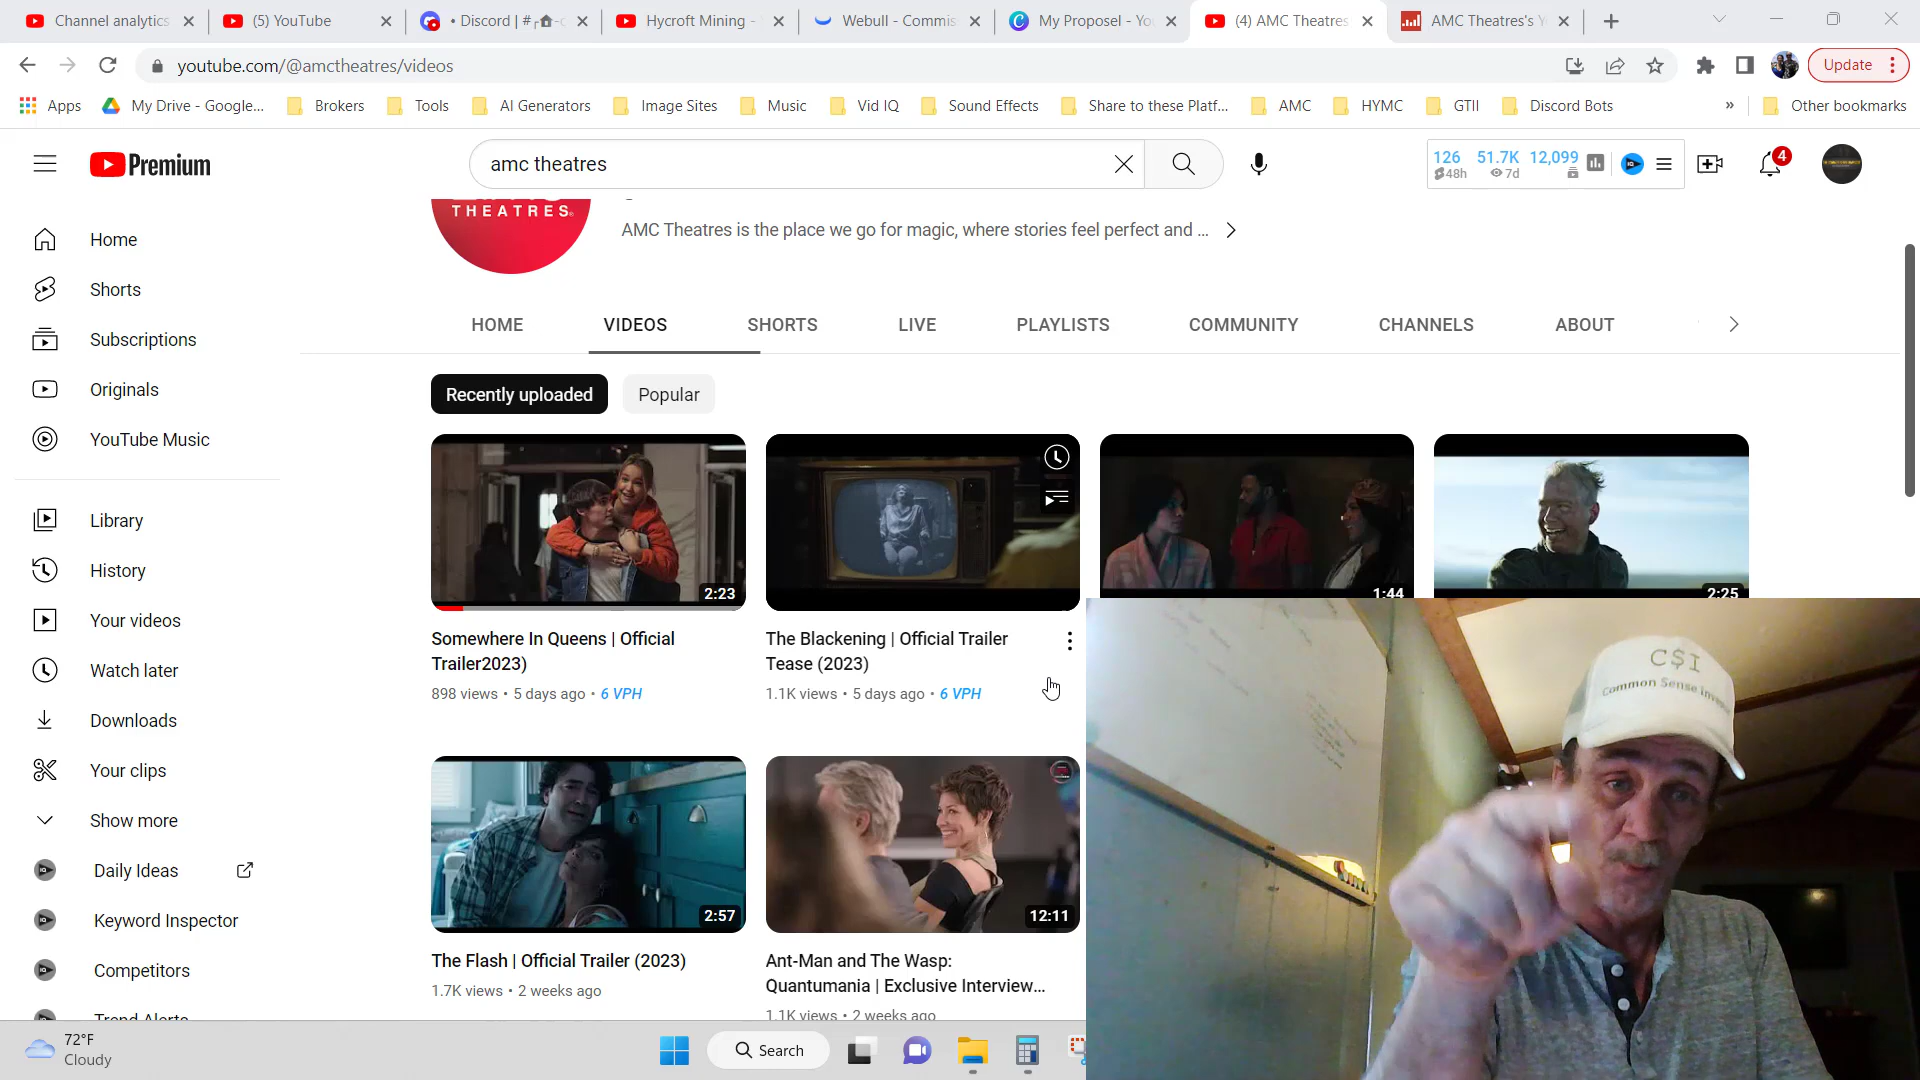 Channel analytics
(5) YouTube
• Discord | #
Hycroft Mining -
Webull - Commis
My Proposel - Yo
(4) AMC Theatres
AMC Theatres's Y
youtube.com/@amctheatres/videos
Update
Apps
My Drive - Google...
Brokers
Tools
AI Generators
Image Sites
Music
Vid IQ
Sound Effects
Share to these Platf...
AMC
HYMC
GTII
Discord Bots
»
Other bookmarks
Premium
amc theatres
126 51.7K 12,099
48h 7d
4
THEATRES
AMC Theatres is the place we go for magic, where stories feel perfect and ...
Home
Shorts
Subscriptions
Originals
YouTube Music
Library
History
Your videos
Watch later
Downloads
Your clips
Show more
Daily Ideas
Keyword Inspector
Competitors
Trend Alerts
HOME
VIDEOS
SHORTS
LIVE
PLAYLISTS
COMMUNITY
CHANNELS
ABOUT
Recently uploaded
Popular
2:23
1:44
2:25
Somewhere In Queens | Official
Trailer2023)
898 views • 5 days ago • 6 VPH
The Blackening | Official Trailer
Tease (2023)
1.1K views • 5 days ago • 6 VPH
2:57
12:11
The Flash | Official Trailer (2023)
1.7K views • 2 weeks ago
Ant-Man and The Wasp:
Quantumania | Exclusive Interview...
1.1K views • 2 weeks ago
C$I
Common Sense
72°F
Cloudy
Search